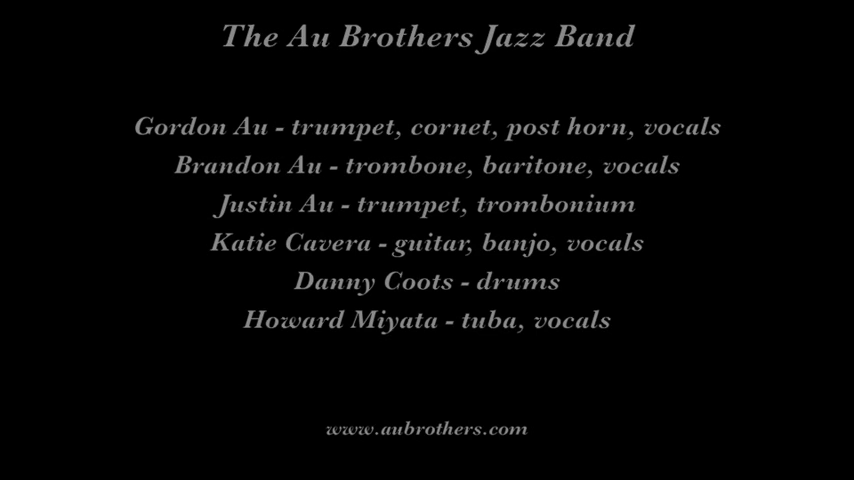 The Au Brothers Jazz Band
Gordon Au - trumpet, cornet, post horn, vocals
Brandon Au - trombone, baritone, vocals
Justin Au - trumpet, trombonium
Katie Cavera - guitar, banjo, vocals
Danny Coots - drums
Howard Miyata - tuba, vocals
www.aubrothers.com